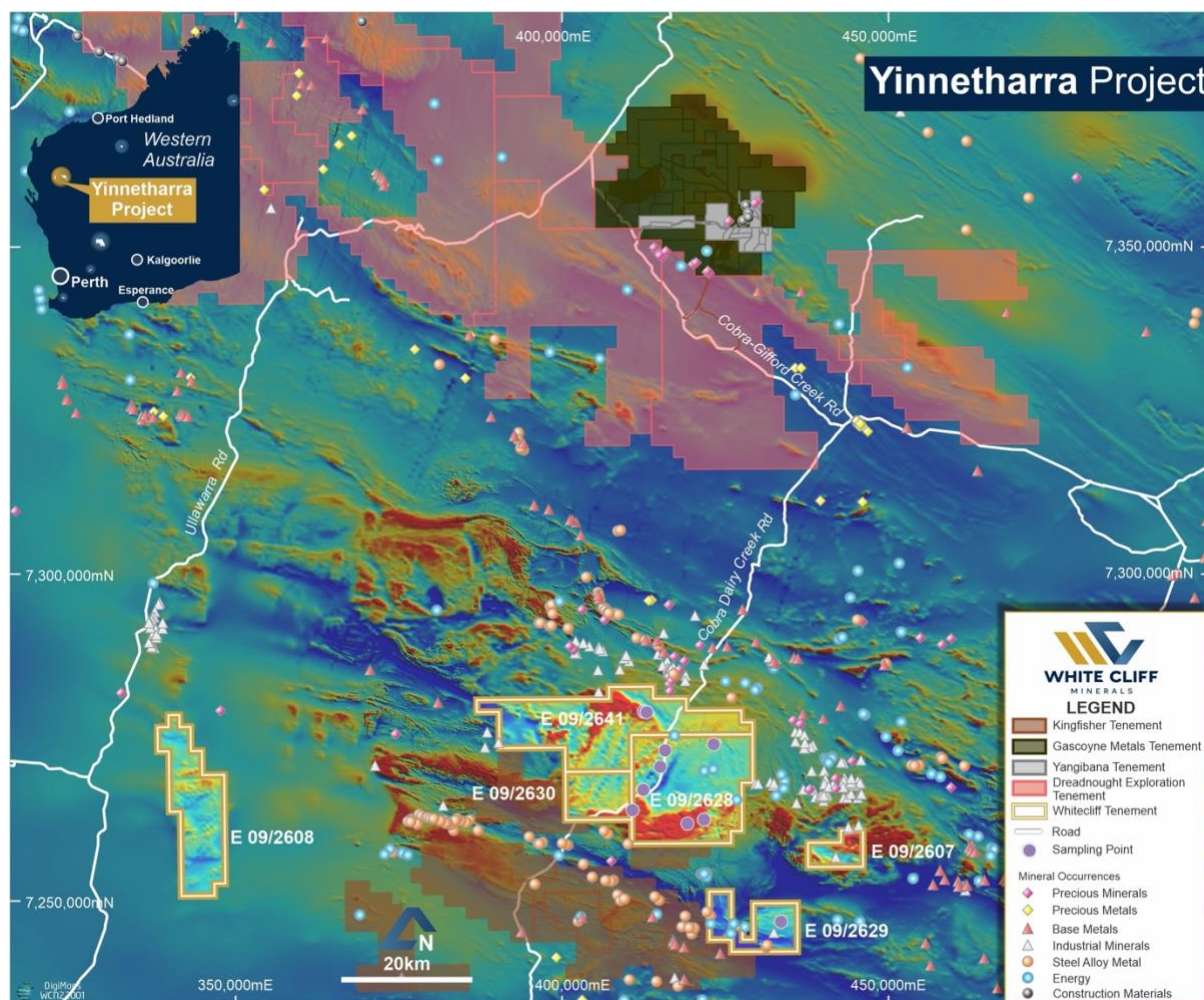 400,000mE
450,000mE
Yinnetharra Project
Port Hedland
Western
Australia
Yinnetharra
Project
Kalgoorlie
Perth
Esperance
7,350,000mN
Cobra-Gifford Creek Rd
Ullawarra Rd
Cobra Dairy Creek Rd
7,300,000mN
7,300,000mN
WHITE CLIFF
MINERALS
LEGEND
Kingfisher Tenement
Gascoyne Metals Tenement
Yangibana Tenement
Dreadnought Exploration
Tenement
Whitecliff Tenement
Road
Sampling Point
Mineral Occurrences
Precious Minerals
Precious Metals
Base Metals
Industrial Minerals
Steel Alloy Metal
Energy
Construction Materials
E 09/2641
E 09/2630
E 09/2628
E 09/2608
E 09/2607
E 09/2629
7,250,000mN
N
20km
DigiMaps
350,000mE
400,000mE
450,000mE